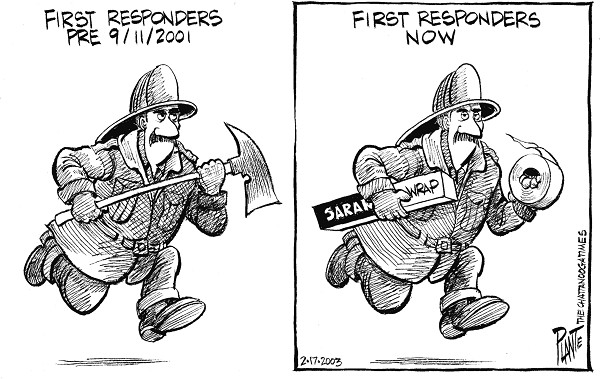 FIRST RESPONDERS
PRE 9/11/2001
FIRST RESPONDERS
NOW
SARAN WRAP
2·17·2003
PLANTE
THE CHATTANOOGA TIMES